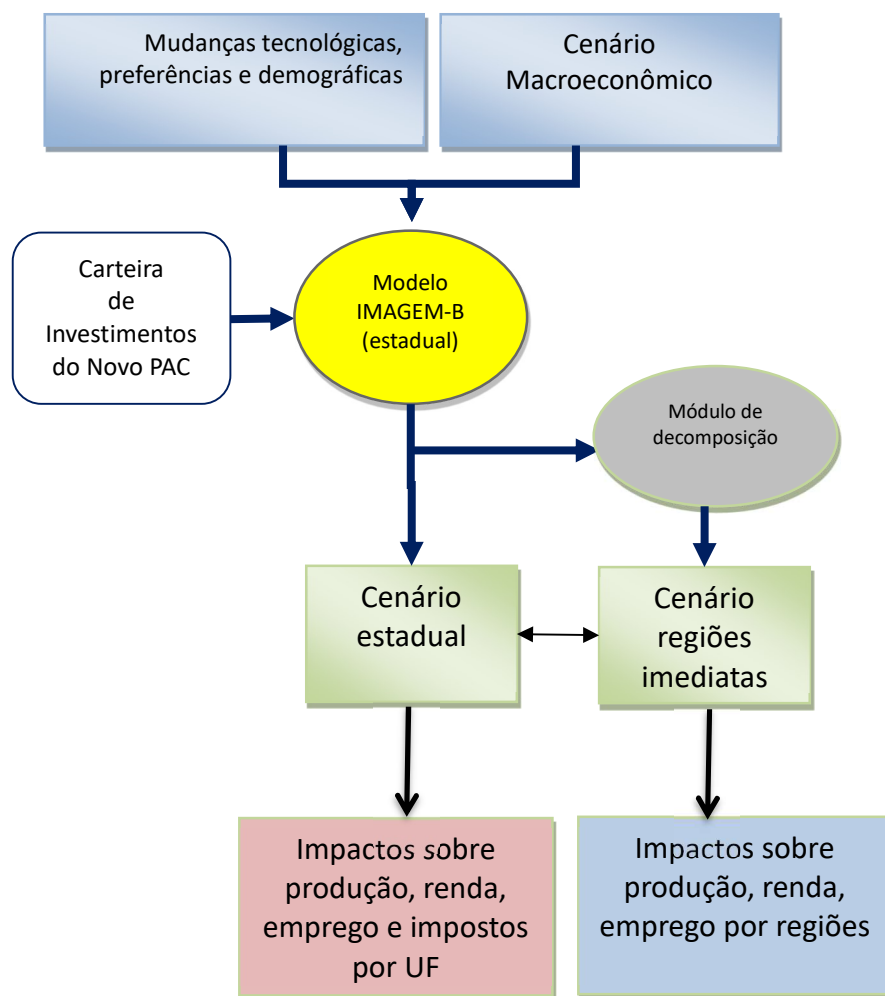 Mudanças tecnológicas,
preferências e demográficas
Cenário
Macroeconômico
Carteira
de
Investimentos
do Novo PAC
Modelo
IMAGEM-B
(estadual)
Módulo de
decomposição
Cenário
estadual
Cenário
regiões
imediatas
Impactos sobre
produção, renda,
emprego e impostos
por UF
Impactos sobre
produção, renda,
emprego por regiões